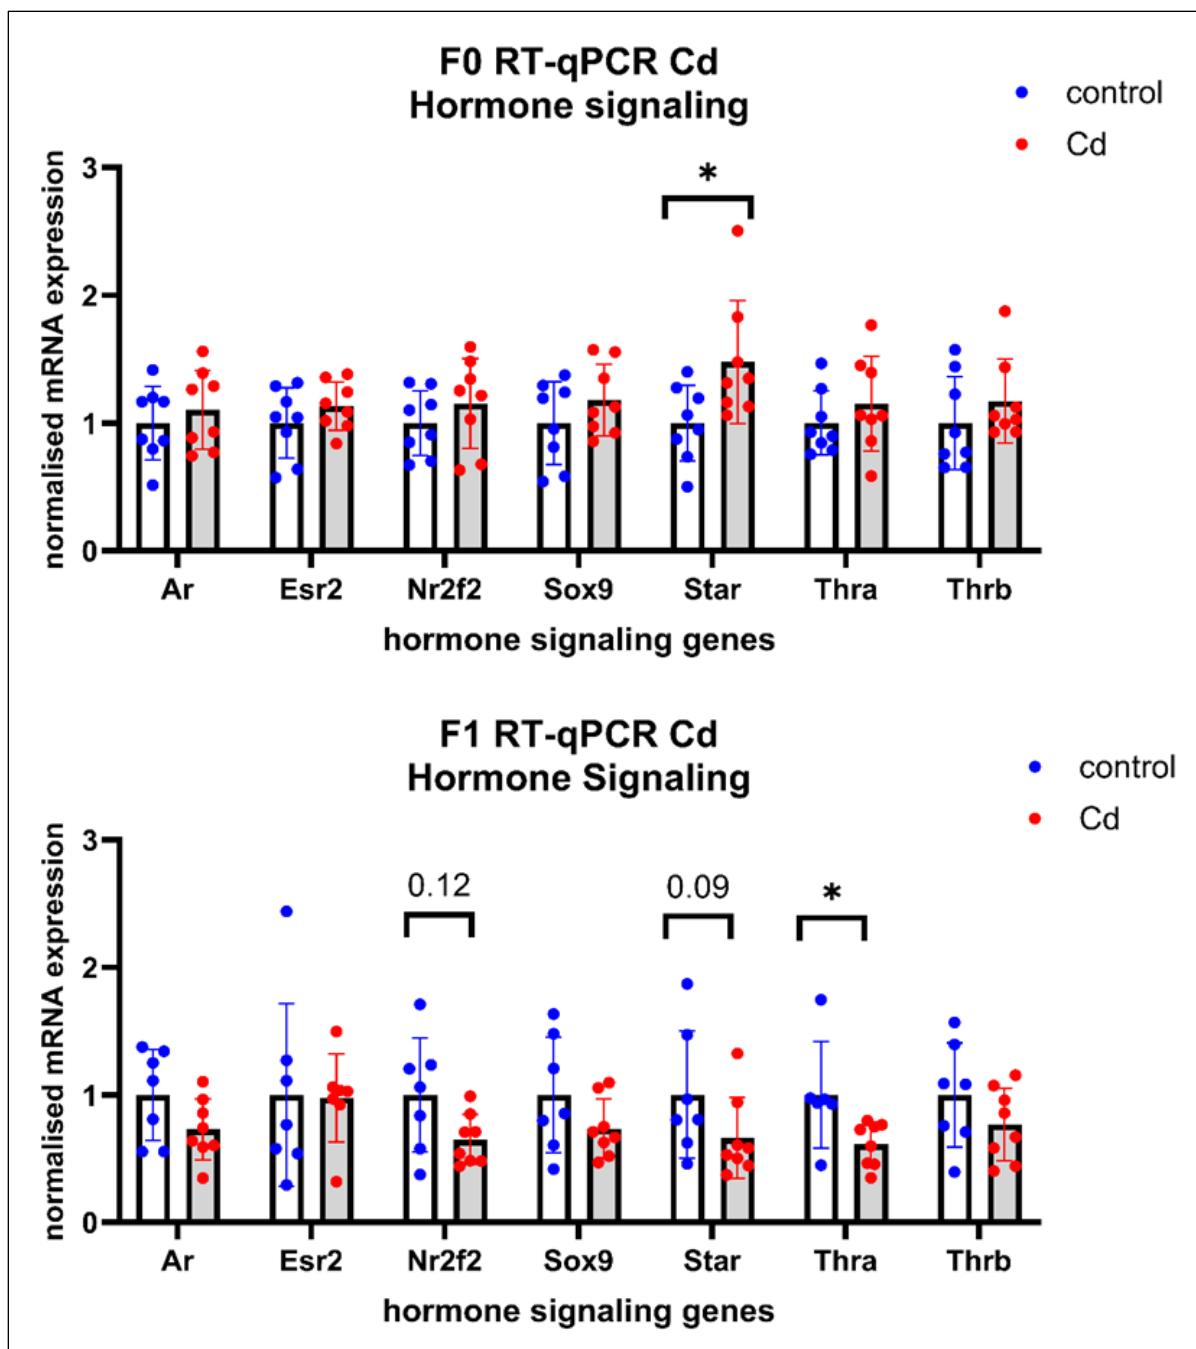 F0 RT-qPCR Cd
Hormone signaling
control
Cd
normalised mRNA expression
3
2
1
0
*
Ar Esr2 Nr2f2 Sox9 Star Thra Thrb
hormone signaling genes
F1 RT-qPCR Cd
Hormone Signaling
control
Cd
normalised mRNA expression
3
2
1
0
0.12 0.09 *
Ar Esr2 Nr2f2 Sox9 Star Thra Thrb
hormone signaling genes